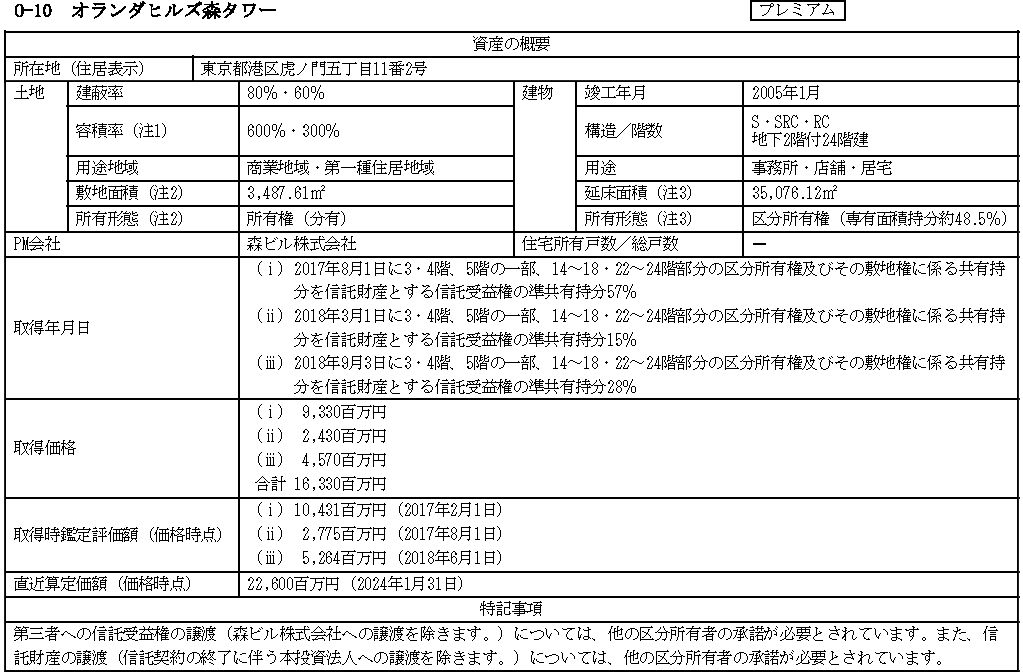 O-10 オランダヒルズ森タワー プレミアム
資産の概要
所在地（住居表示） 東京都港区虎ノ門五丁目11番2号
土地 建蔽率 80%・60% 建物 竣工年月 2005年1月
容積率（注1） 600%・300% 構造／階数 S・SRC・RC
地下2階付24階建
用途地域 商業地域・第一種住居地域 用途 事務所・店舗・居宅
敷地面積（注2） 3,487.61㎡ 延床面積（注3） 35,076.12㎡
所有形態（注2） 所有権（分有） 所有形態（注3） 区分所有権（専有面積持分約48.5%）
PM会社 森ビル株式会社 住宅所有戸数／総戸数 －
取得年月日
（ⅰ）2017年8月1日に3・4階、5階の一部、14～18・22～24階部分の区分所有権及びその敷地権に係る共有持
分を信託財産とする信託受益権の準共有持分57%
（ⅱ）2018年3月1日に3・4階、5階の一部、14～18・22～24階部分の区分所有権及びその敷地権に係る共有持
分を信託財産とする信託受益権の準共有持分15%
（ⅲ）2018年9月3日に3・4階、5階の一部、14～18・22～24階部分の区分所有権及びその敷地権に係る共有持
分を信託財産とする信託受益権の準共有持分28%
取得価格
（ⅰ） 9,330百万円
（ⅱ） 2,430百万円
（ⅲ） 4,570百万円
合計 16,330百万円
取得時鑑定評価額（価格時点）
（ⅰ）10,431百万円（2017年2月1日）
（ⅱ） 2,775百万円（2017年8月1日）
（ⅲ） 5,264百万円（2018年6月1日）
直近算定価額（価格時点） 22,600百万円（2024年1月31日）
特記事項
第三者への信託受益権の譲渡（森ビル株式会社への譲渡を除きます。）については、他の区分所有者の承諾が必要とされています。また、信
託財産の譲渡（信託契約の終了に伴う本投資法人への譲渡を除きます。）については、他の区分所有者の承諾が必要とされています。